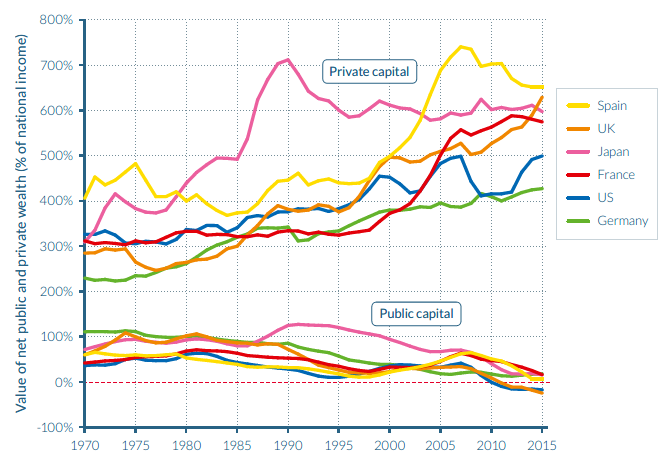 Value of net public and private wealth (% of national income)
800%
700%
600%
500%
400%
300%
200%
100%
0%
-100%
1970
1975
1980
1985
1990
1995
2000
2005
2010
2015
Private capital
Public capital
Spain
UK
Japan
France
US
Germany